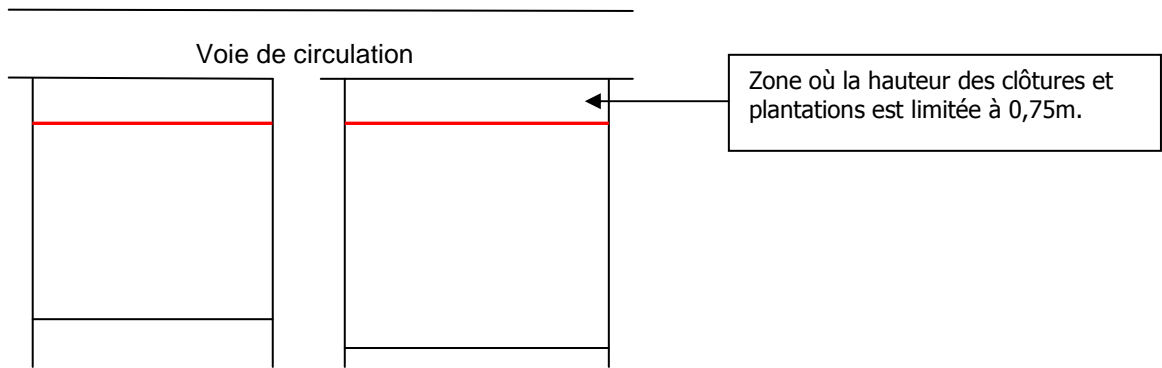 Voie de circulation
Zone où la hauteur des clôtures et
plantations est limitée à 0,75m.